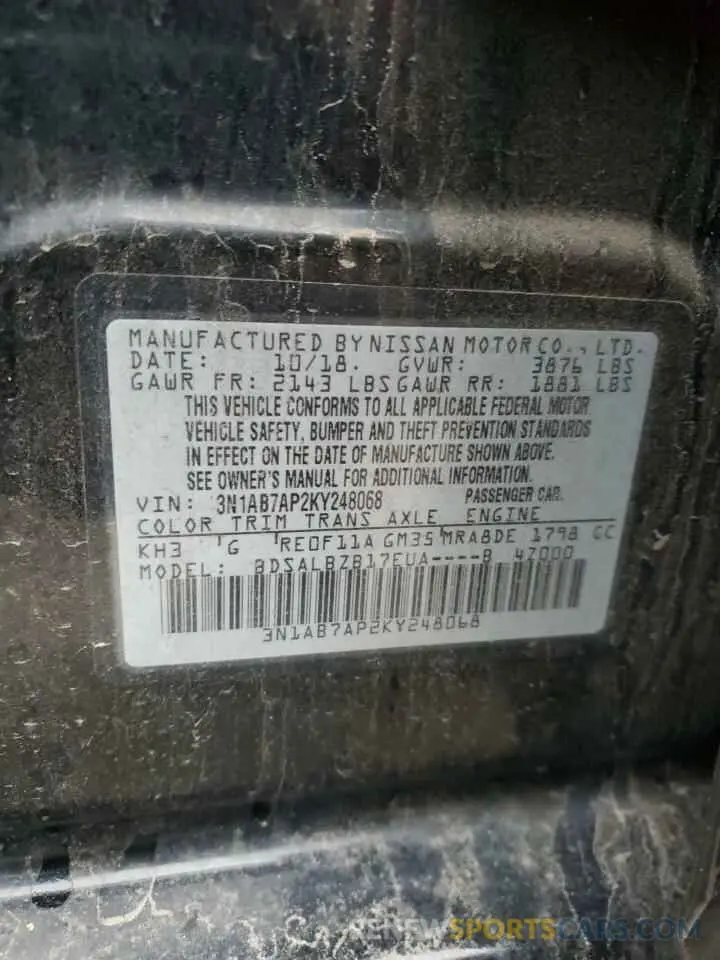 MANUFACTURED BY NISSAN MOTOR CO., LTD.
DATE: 10/18. GVWR: 3876 LBS
GAWR FR: 2143 LBS GAWR RR: 1881 LBS
THIS VEHICLE CONFORMS TO ALL APPLICABLE FEDERAL MOTOR
VEHICLE SAFETY, BUMPER AND THEFT PREVENTION STANDARDS
IN EFFECT ON THE DATE OF MANUFACTURE SHOWN ABOVE.
SEE OWNER'S MANUAL FOR ADDITIONAL INFORMATION.
VIN: 3N1AB7AP2KY248068 PASSENGER CAR.
COLOR TRIM TRANS AXLE ENGINE
KH3 G RE0F11A GM35 MRA8DE 1798 CC
MODEL: BDSALBZB17EUA----B 4Z000
3N1AB7AP2KY248068
RENEWSPORTSCARS.COM